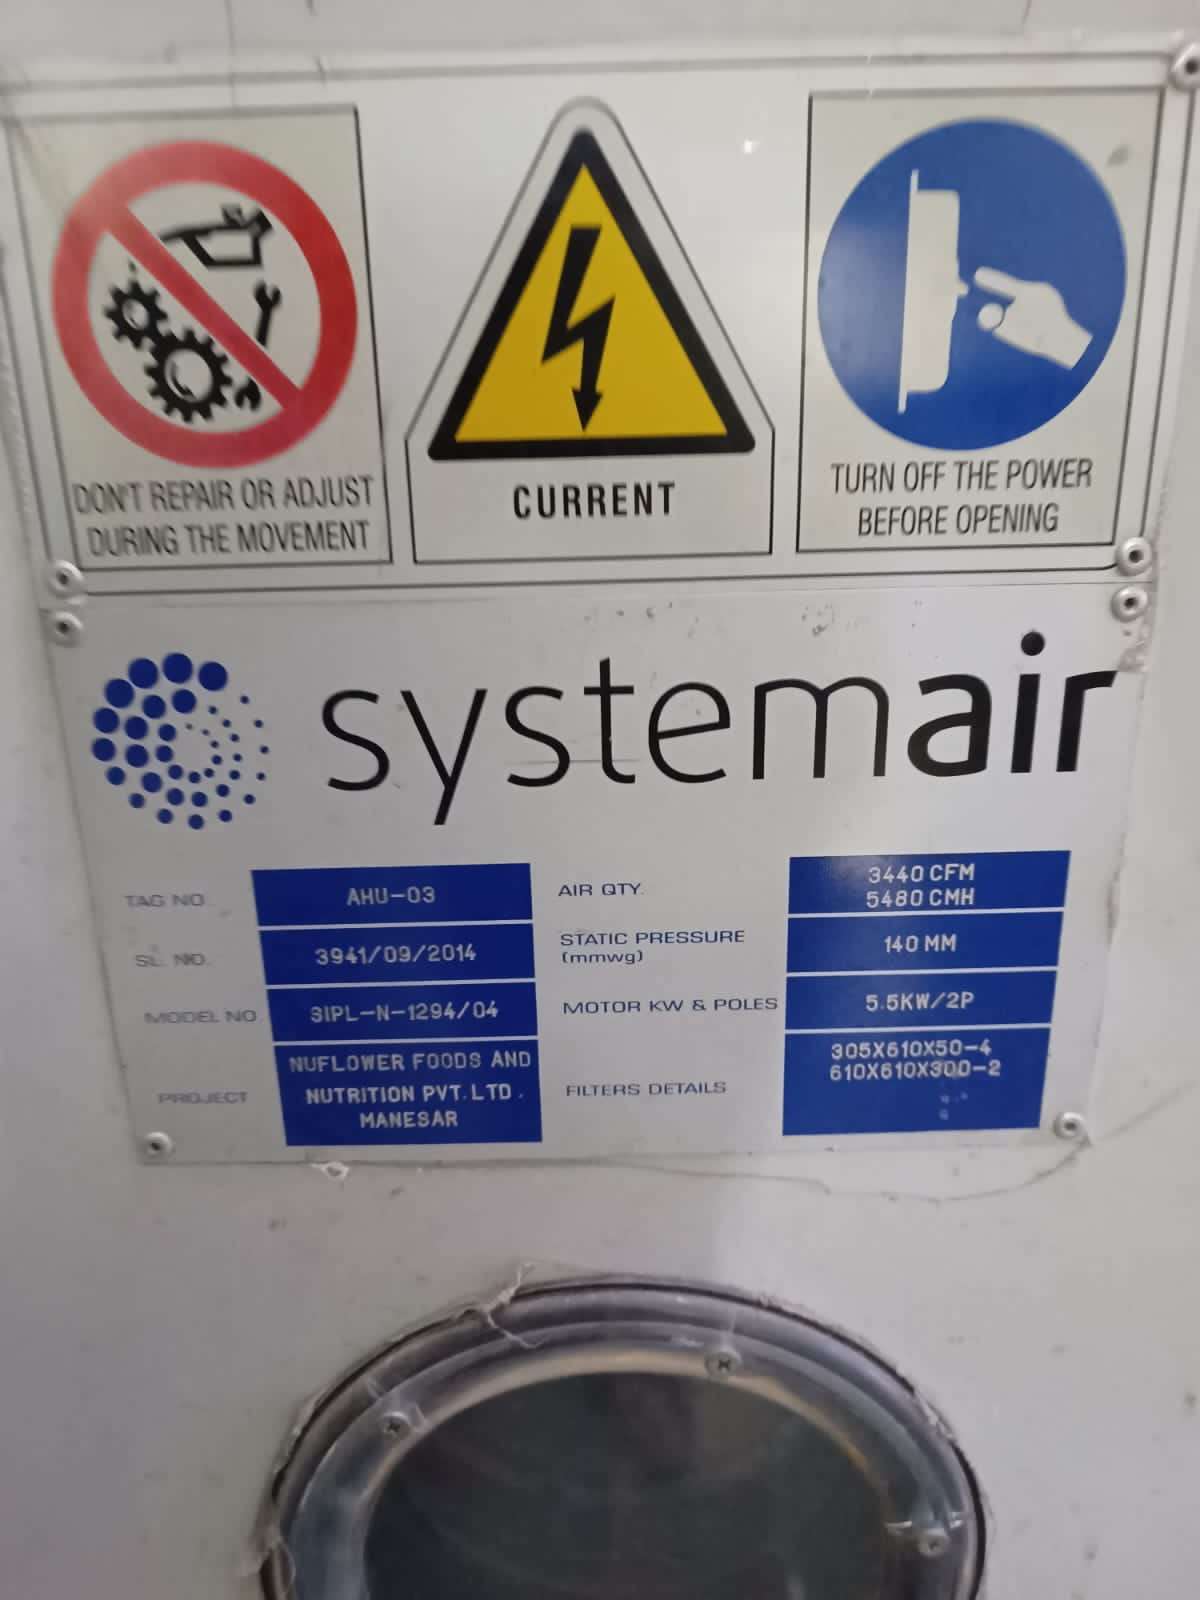 DON'T REPAIR OR ADJUST
DURING THE MOVEMENT
CURRENT
TURN OFF THE POWER
BEFORE OPENING
systemair
TAG NO. AHU-03
SL. NO. 3941/09/2014
MODEL NO. SIPL-N-1294/04
PROJECT NUFLOWER FOODS AND
NUTRITION PVT. LTD.
MANESAR
AIR QTY. 3440 CFM
5480 CMH
STATIC PRESSURE
(mmwg) 140 MM
MOTOR KW & POLES 5.5KW/2P
FILTERS DETAILS 305X610X50-4
610X610X300-2